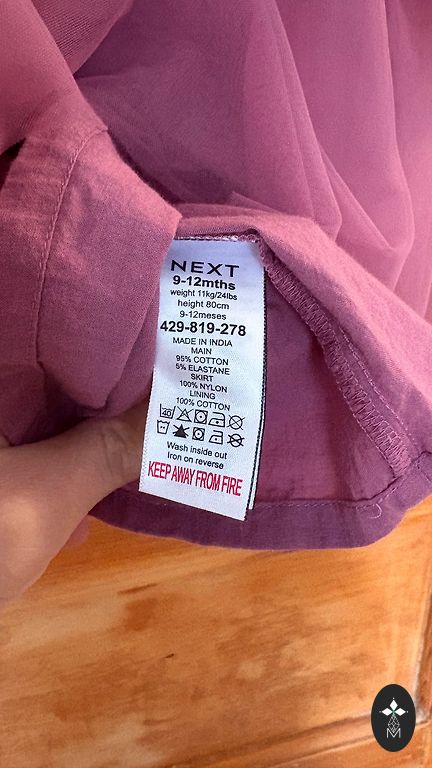 NEXT
9-12mths
weight 11kg/24lbs
height 80cm
9-12meses
429-819-278
MADE IN INDIA
MAIN
95% COTTON
5% ELASTANE
SKIRT
100% NYLON
LINING
100% COTTON
40
Wash inside out
Iron on reverse
KEEP AWAY FROM FIRE
M